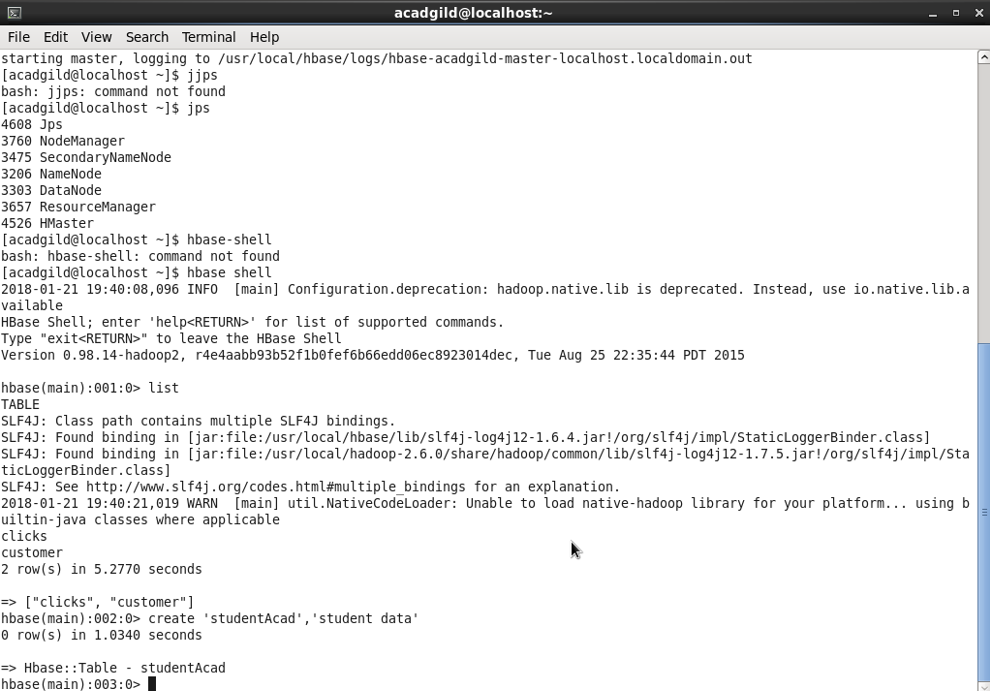 acadgild@localhost:~
File Edit View Search Terminal Help
starting master, logging to /usr/local/hbase/logs/hbase-acadgild-master-localhost.localdomain.out
[acadgild@localhost ~]$ jjps
bash: jjps: command not found
[acadgild@localhost ~]$ jps
4608 Jps
3760 NodeManager
3475 SecondaryNameNode
3206 NameNode
3303 DataNode
3657 ResourceManager
4526 HMaster
[acadgild@localhost ~]$ hbase-shell
bash: hbase-shell: command not found
[acadgild@localhost ~]$ hbase shell
2018-01-21 19:40:08,096 INFO  [main] Configuration.deprecation: hadoop.native.lib is deprecated. Instead, use io.native.lib.a
vailable
HBase Shell; enter 'help<RETURN>' for list of supported commands.
Type "exit<RETURN>" to leave the HBase Shell
Version 0.98.14-hadoop2, r4e4aabb93b52f1b0fef6b66edd06ec8923014dec, Tue Aug 25 22:35:44 PDT 2015
hbase(main):001:0> list
TABLE
SLF4J: Class path contains multiple SLF4J bindings.
SLF4J: Found binding in [jar:file:/usr/local/hbase/lib/slf4j-log4j12-1.6.4.jar!/org/slf4j/impl/StaticLoggerBinder.class]
SLF4J: Found binding in [jar:file:/usr/local/hadoop-2.6.0/share/hadoop/common/lib/slf4j-log4j12-1.7.5.jar!/org/slf4j/impl/Sta
ticLoggerBinder.class]
SLF4J: See http://www.slf4j.org/codes.html#multiple_bindings for an explanation.
2018-01-21 19:40:21,019 WARN  [main] util.NativeCodeLoader: Unable to load native-hadoop library for your platform... using b
uiltin-java classes where applicable
clicks
customer
2 row(s) in 5.2770 seconds
=> ["clicks", "customer"]
hbase(main):002:0> create 'studentAcad','student data'
0 row(s) in 1.0340 seconds
=> Hbase::Table - studentAcad
hbase(main):003:0>